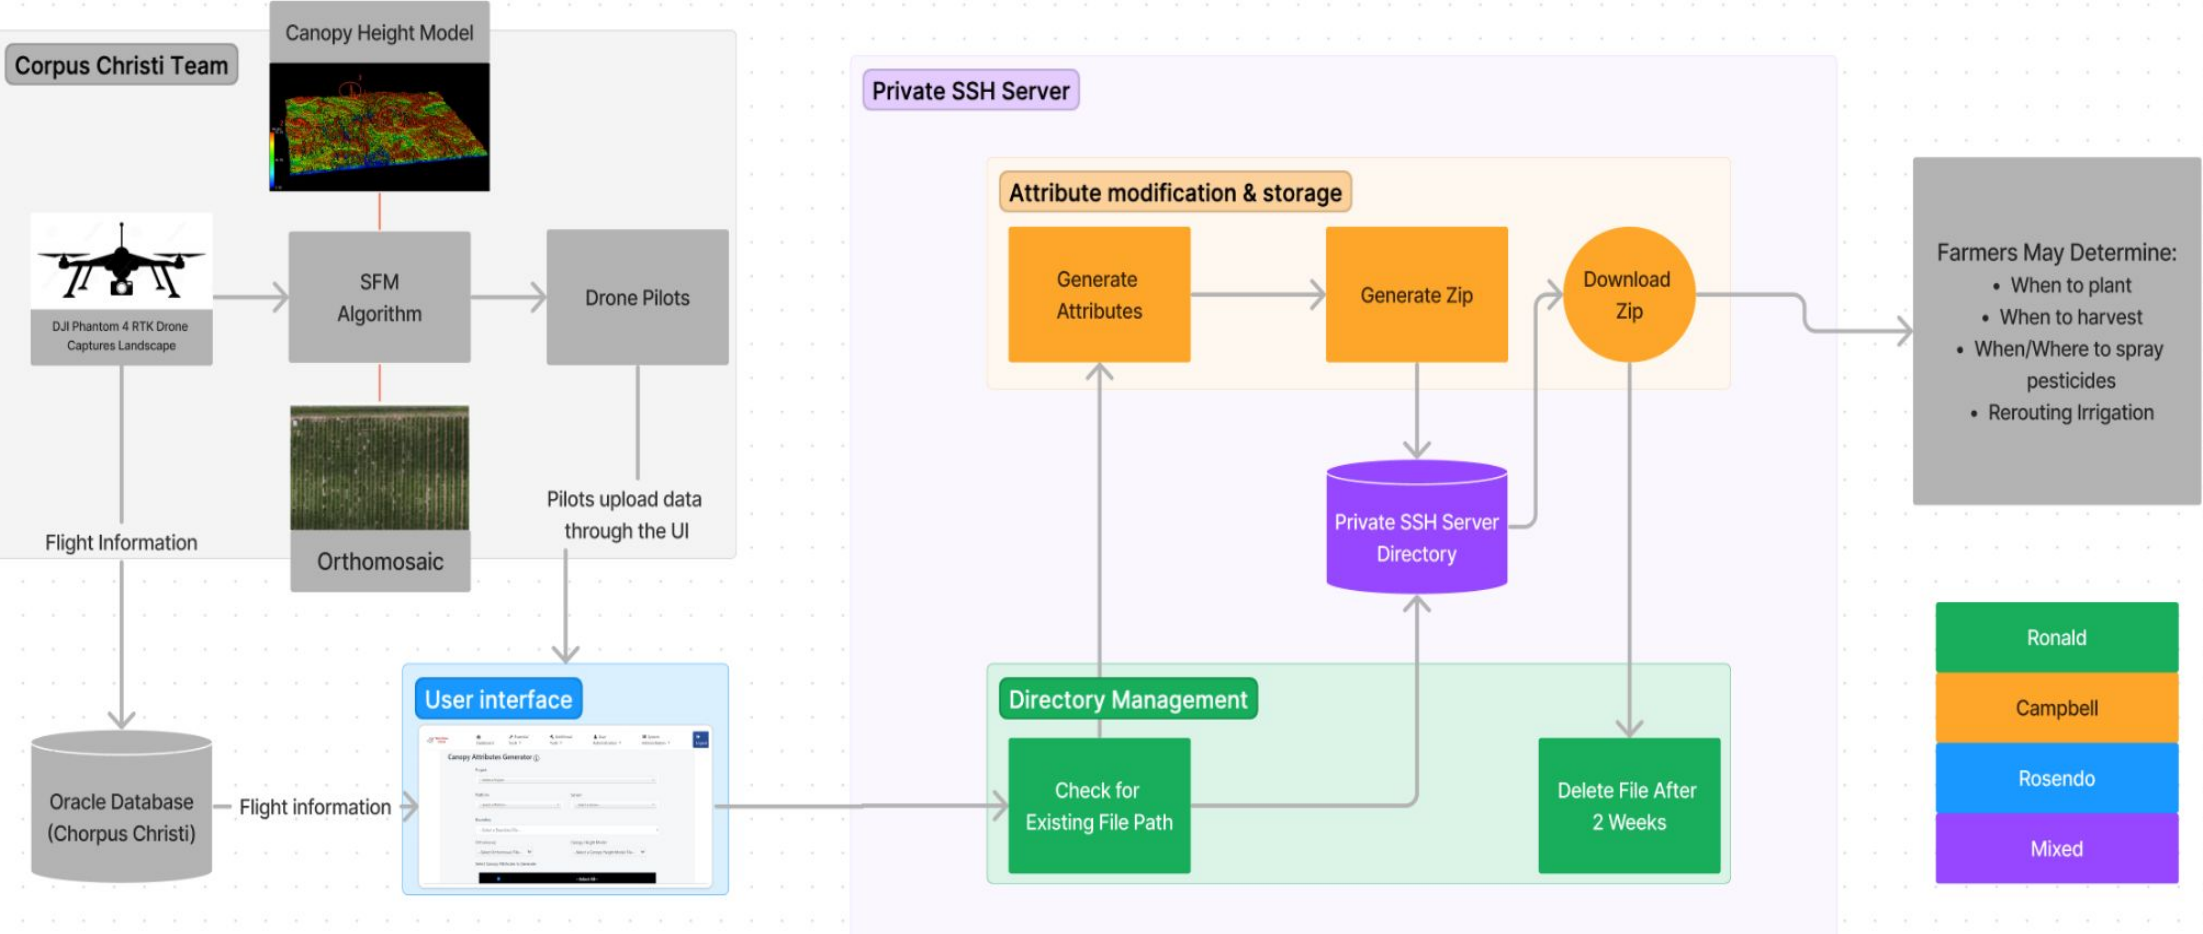 Canopy Height Model
Corpus Christi Team
DJI Phantom 4 RTK Drone
Captures Landscape
SFM
Algorithm
Drone Pilots
Pilots upload data
through the UI
Flight Information
Orthomosaic
Oracle Database
(Chorpus Christi)
Flight information
User interface
Canopy Attributes Generator
Private SSH Server
Attribute modification & storage
Generate
Attributes
Generate Zip
Download
Zip
Private SSH Server
Directory
Directory Management
Check for
Existing File Path
Delete File After
2 Weeks
Farmers May Determine:
• When to plant
• When to harvest
• When/Where to spray
pesticides
• Rerouting Irrigation
Ronald
Campbell
Rosendo
Mixed